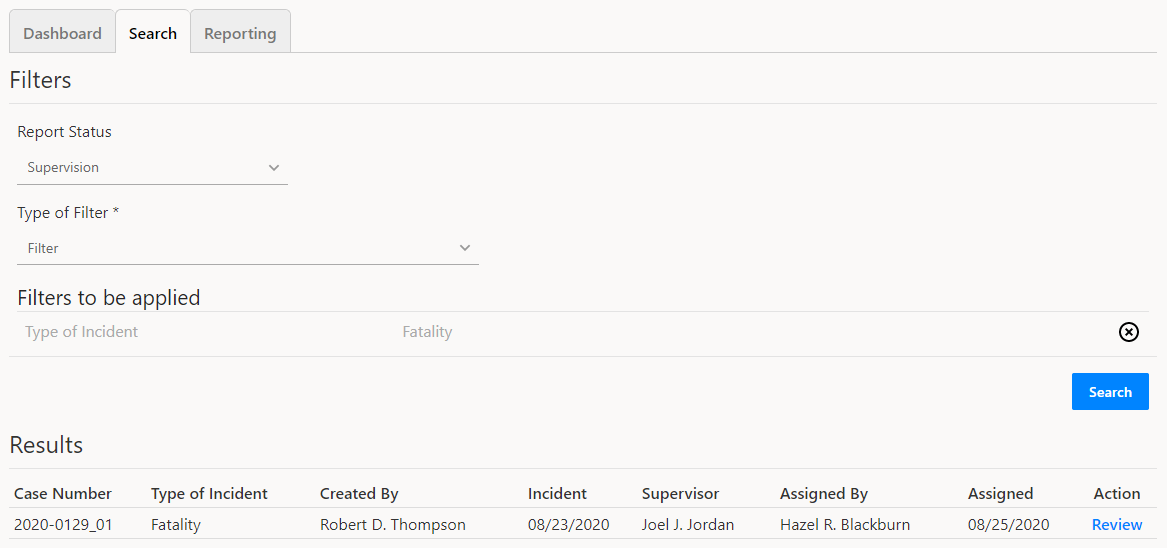 Dashboard Search Reporting
Filters
Report Status
Supervision
Type of Filter *
Filter
Filters to be applied
Type of Incident Fatality
Search
Results
Case Number Type of Incident Created By Incident Supervisor Assigned By Assigned Action
2020-0129_01 Fatality Robert D. Thompson 08/23/2020 Joel J. Jordan Hazel R. Blackburn 08/25/2020 Review